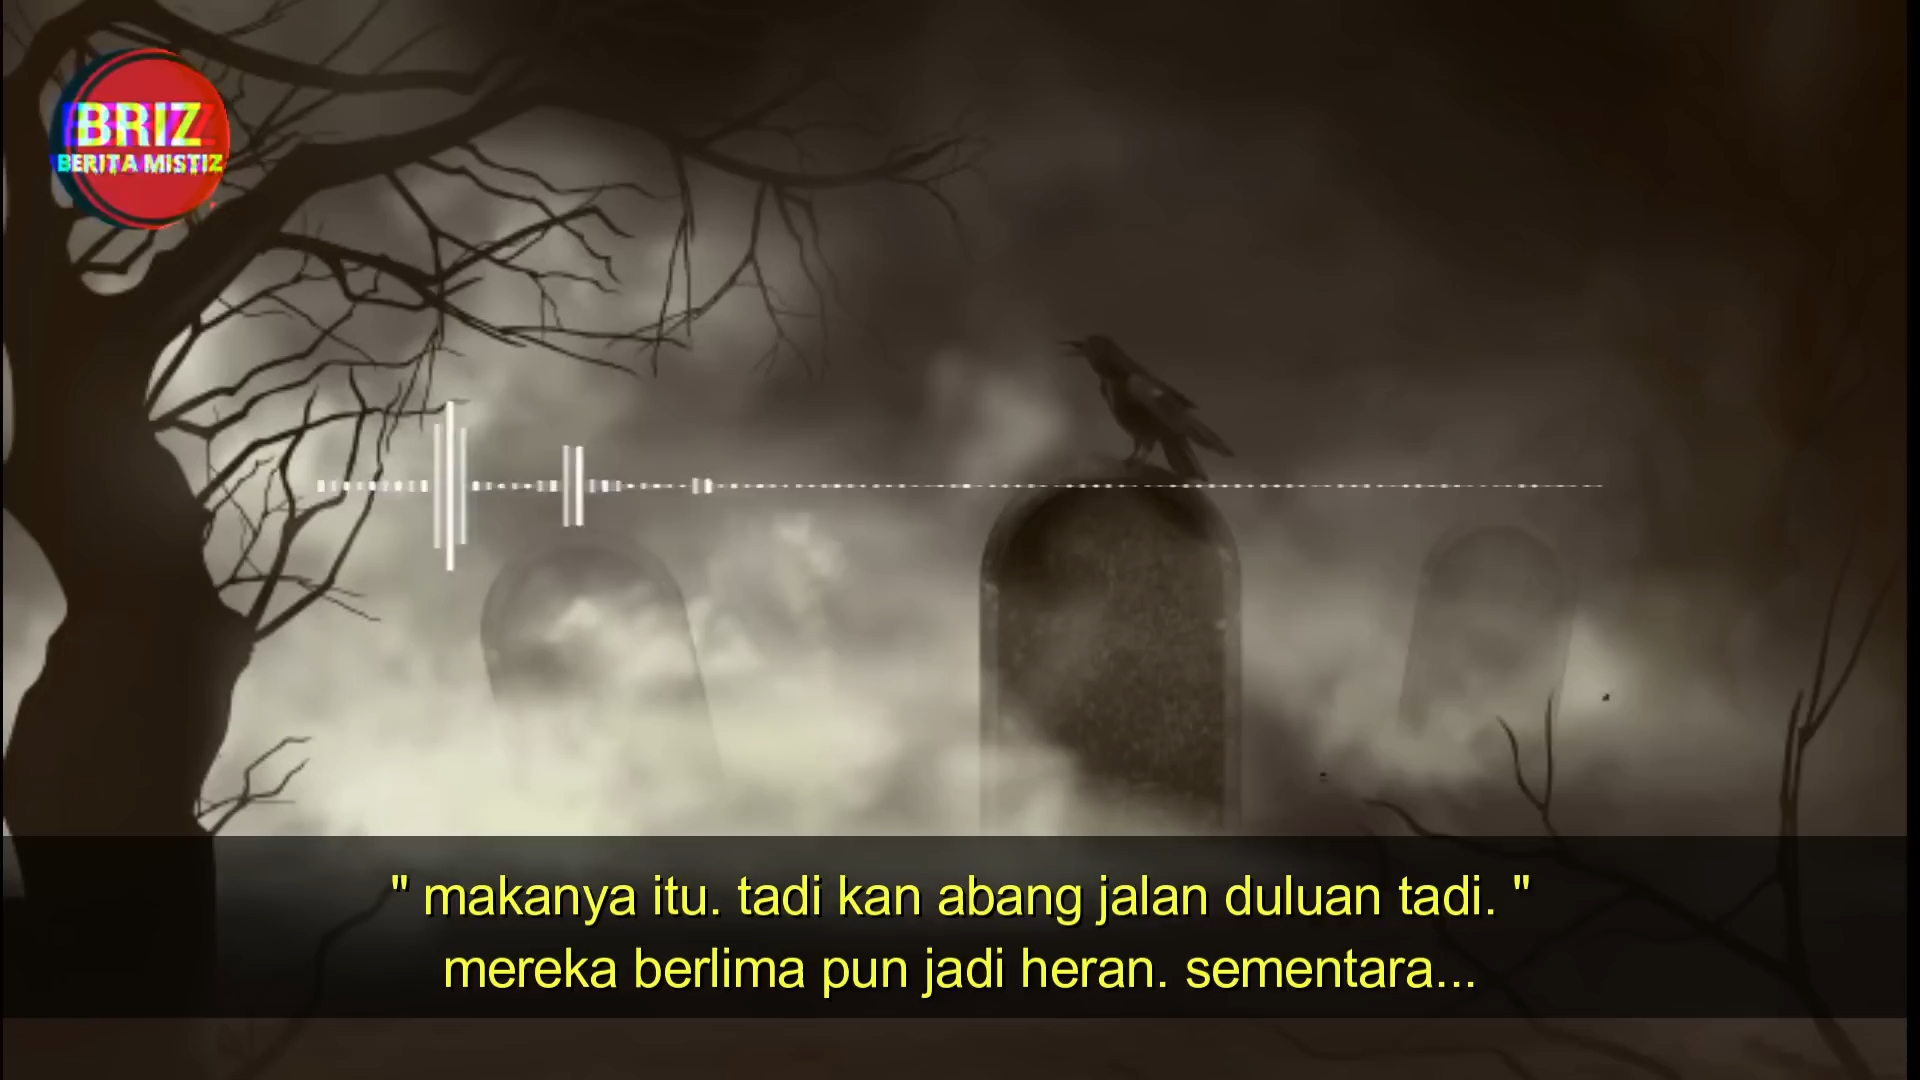 BRIZ
BERITA MISTIZ
" makanya itu. tadi kan abang jalan duluan tadi. "
mereka berlima pun jadi heran. sementara...